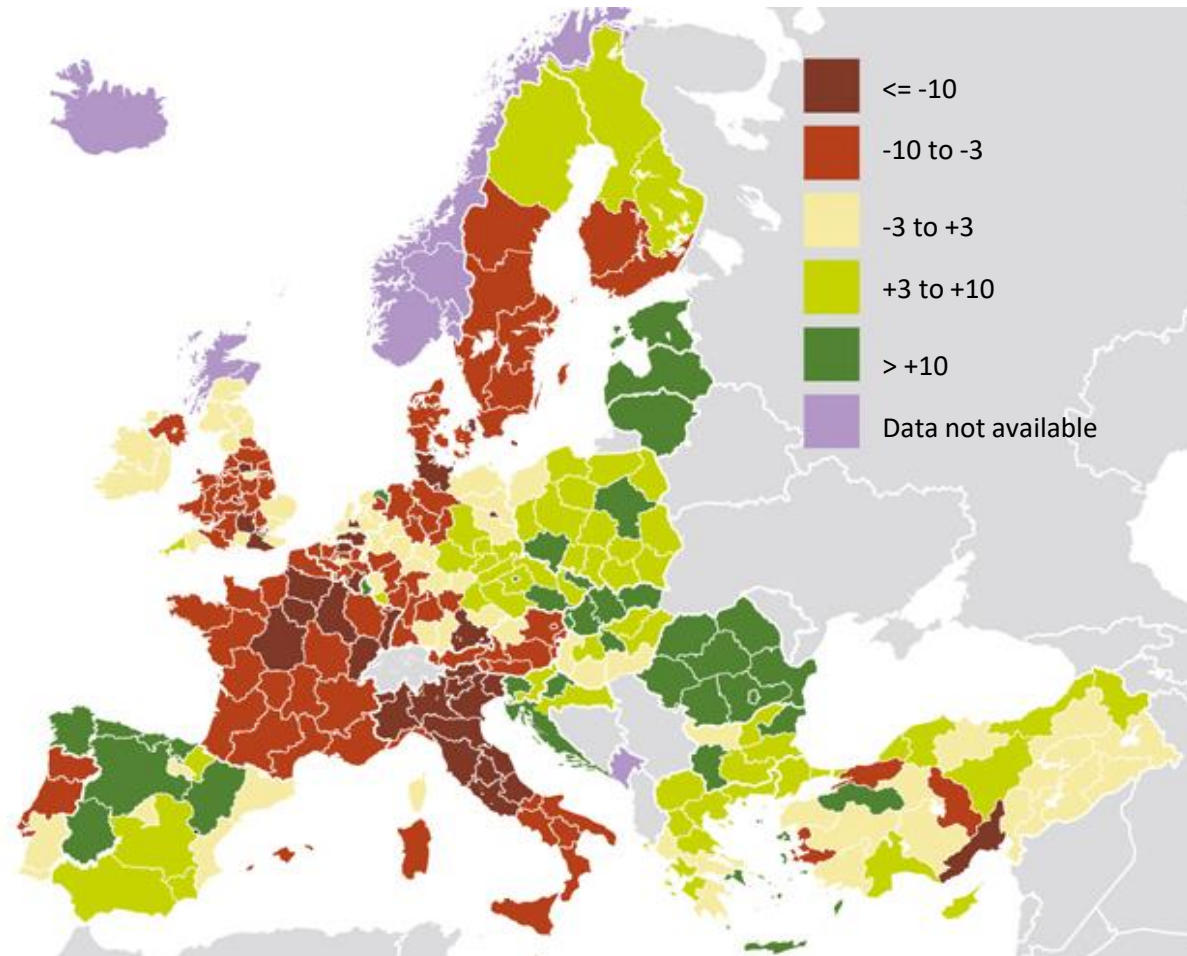 <= -10
-10 to -3
-3 to +3
+3 to +10
> +10
Data not available